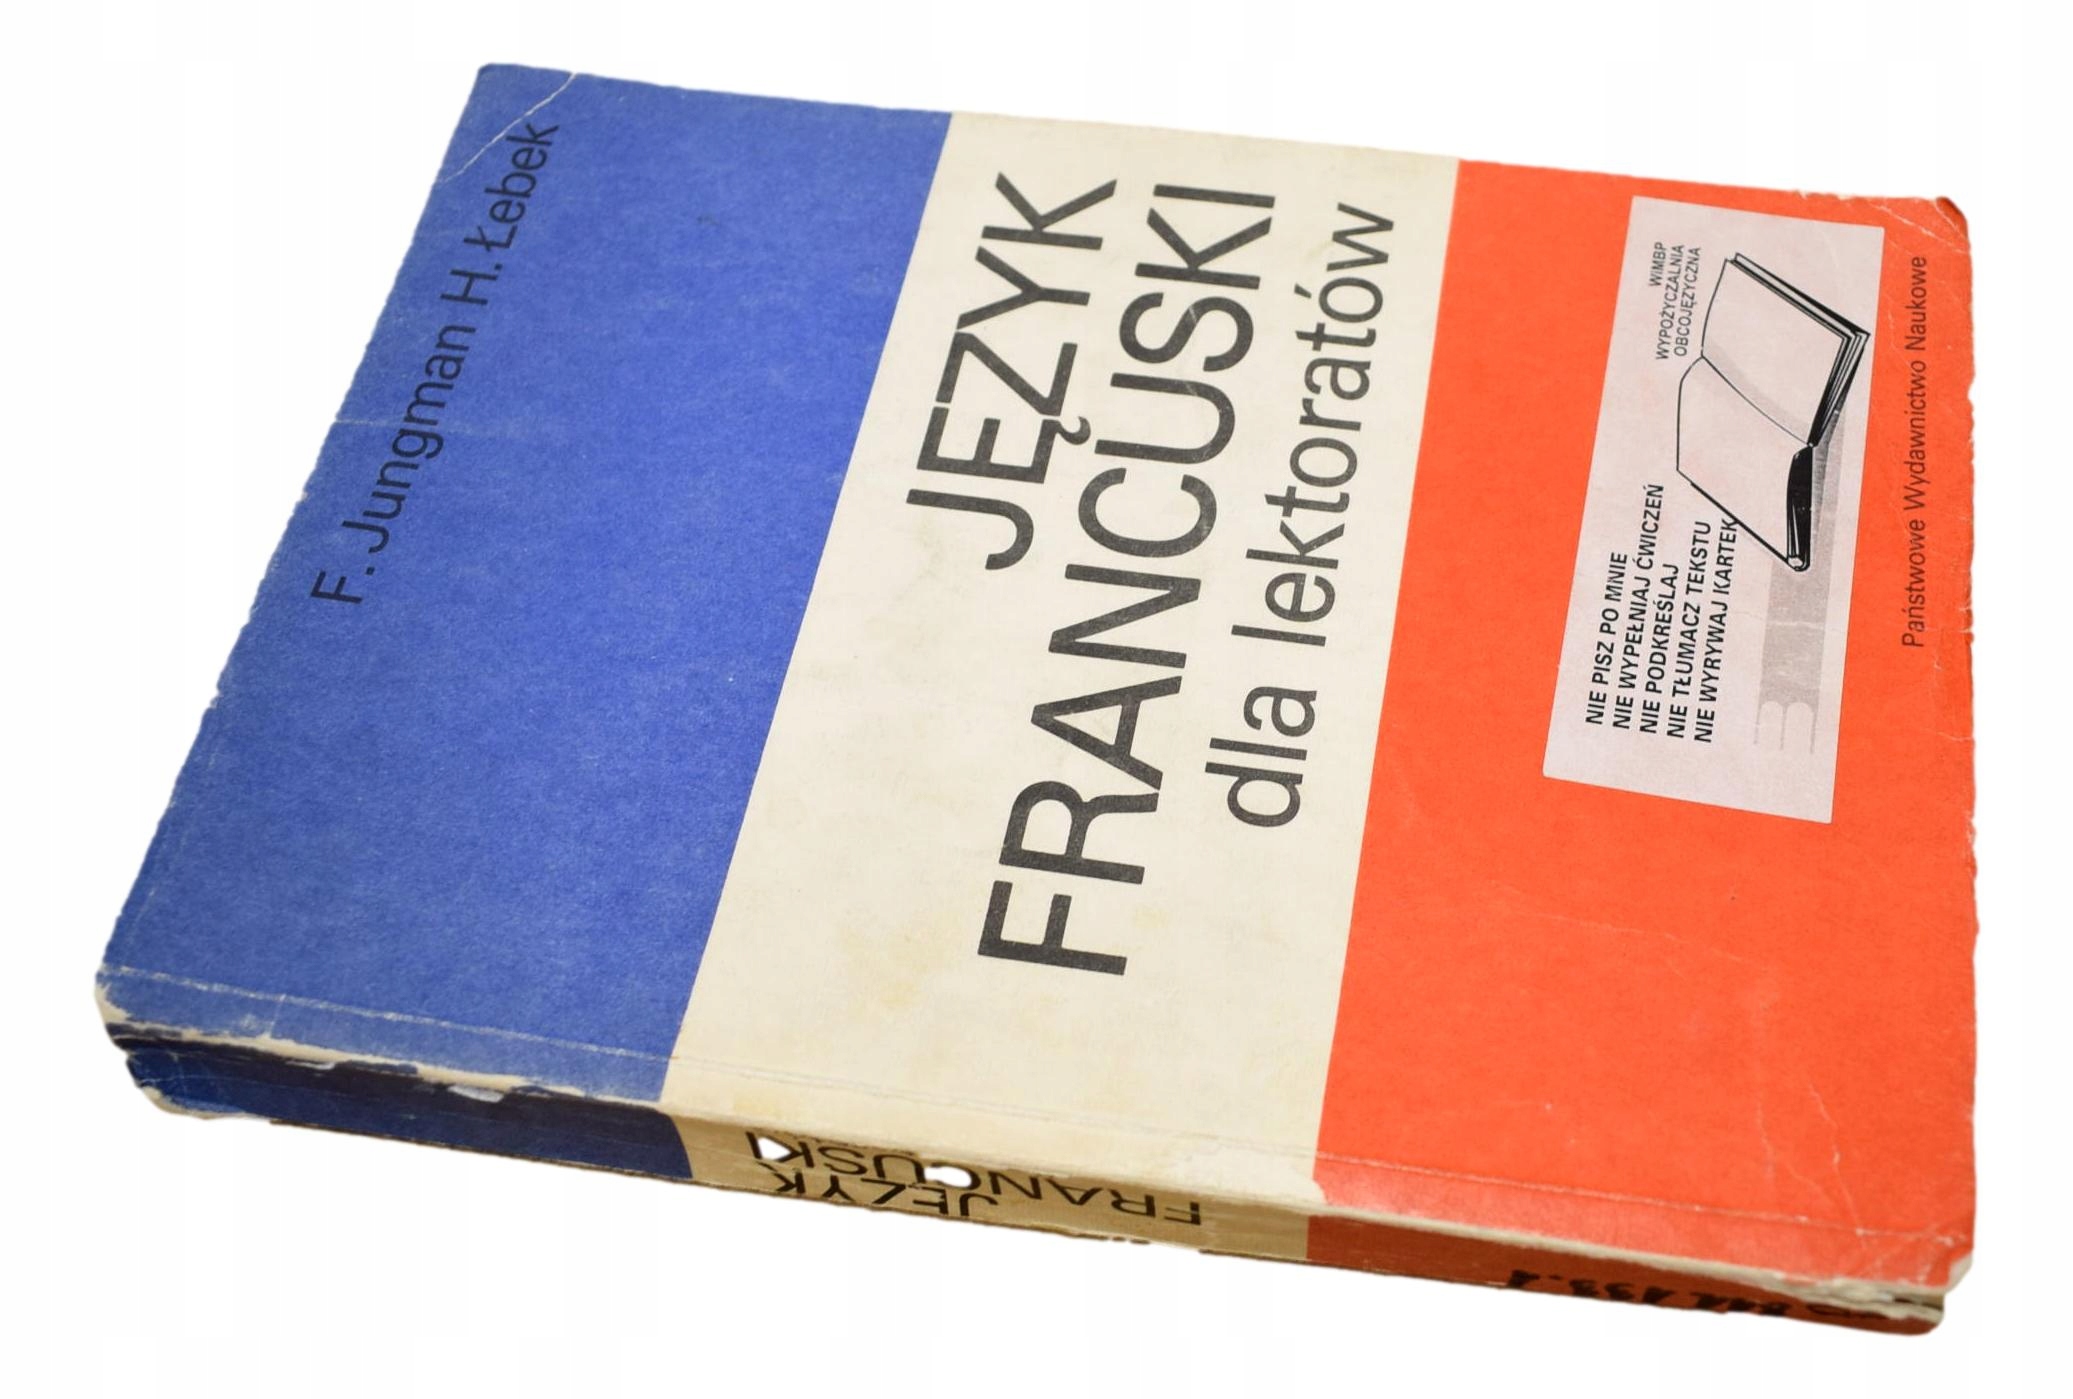 F. Jungman H. Łebek
JĘZYK
FRANCUSKI
dla lektoratów
WiMBP
WYPOŻYCZALNIA
OBCOJĘZYCZNA
NIE PISZ PO MNIE
NIE WYPEŁNIAJ ĆWICZEŃ
NIE PODKREŚLAJ
NIE TŁUMACZ TEKSTU
NIE WYRYWAJ KARTEK
Państwowe Wydawnictwo Naukowe
JĘZYK
FRANCUSKI